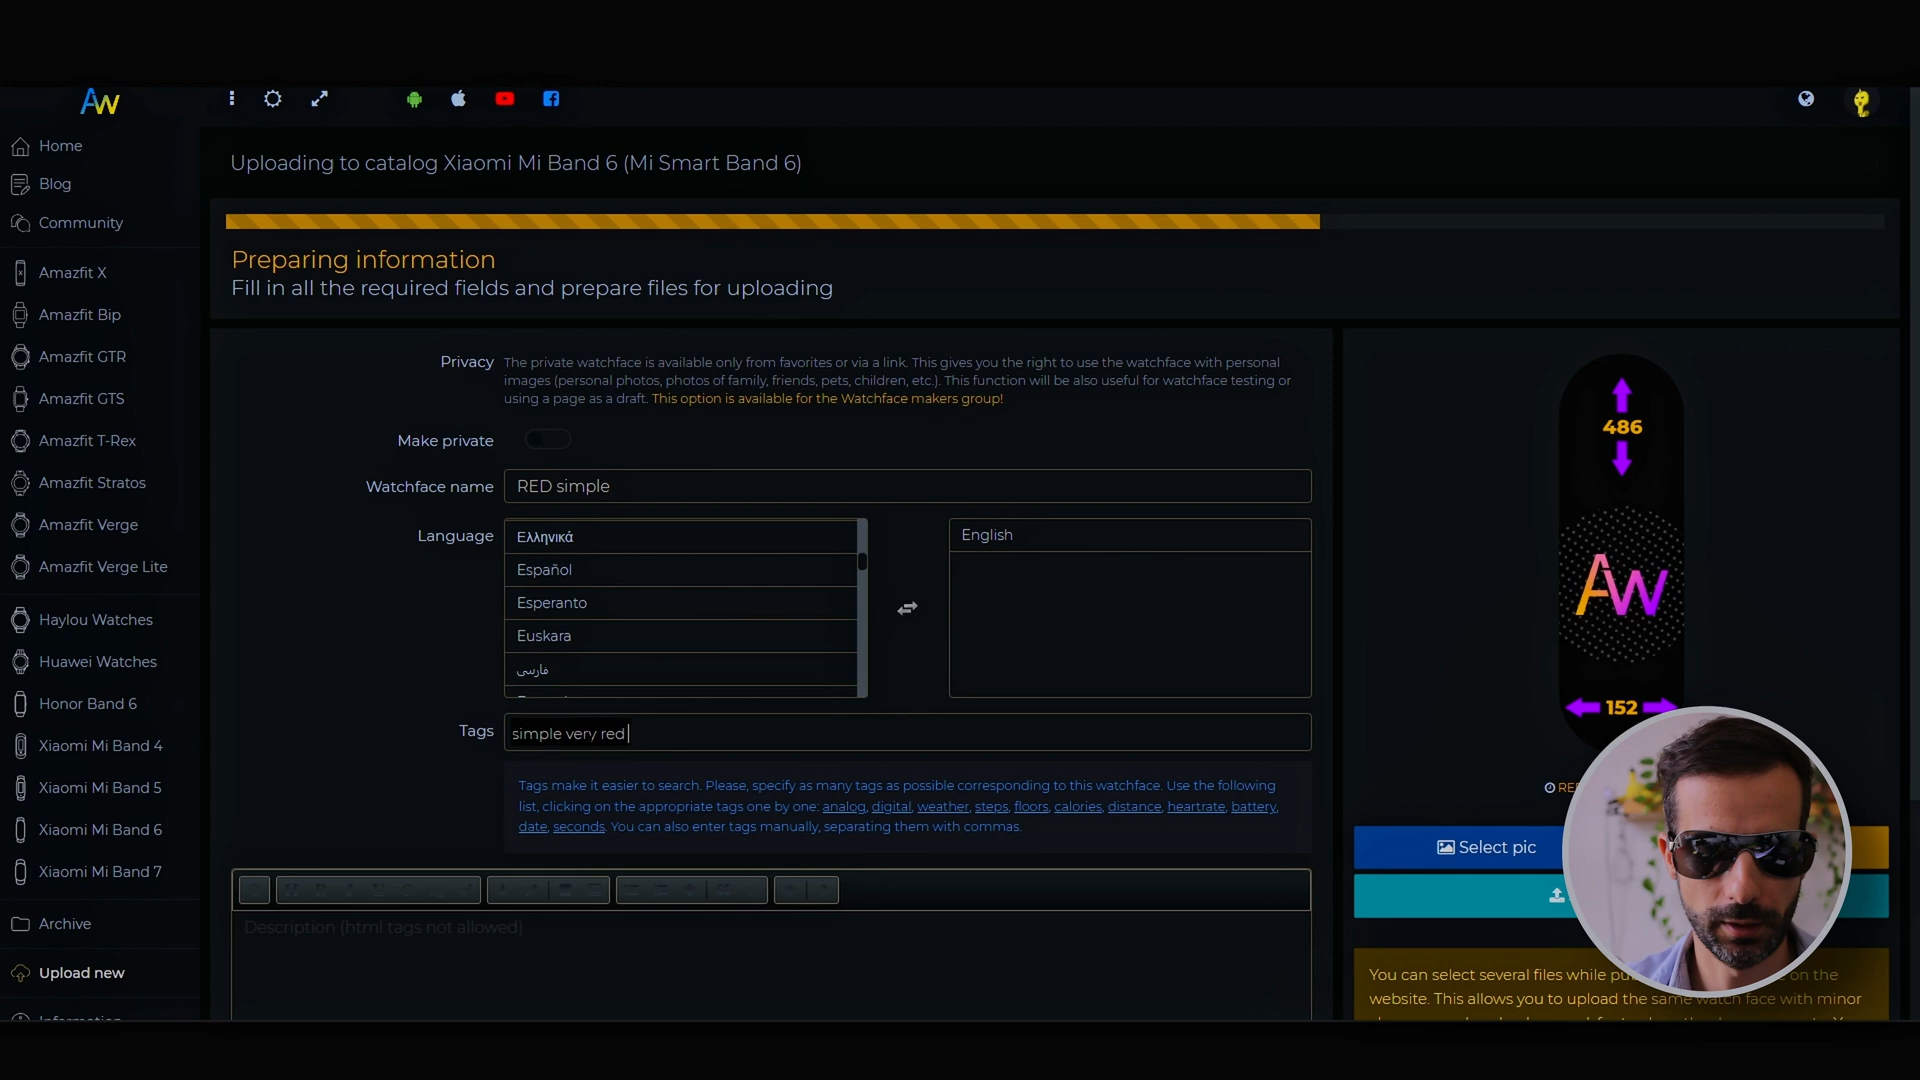 AW
Home
Blog
Community
Amazfit X
Amazfit Bip
Amazfit GTR
Amazfit GTS
Amazfit T-Rex
Amazfit Stratos
Amazfit Verge
Amazfit Verge Lite
Haylou Watches
Huawei Watches
Honor Band 6
Xiaomi Mi Band 4
Xiaomi Mi Band 5
Xiaomi Mi Band 6
Xiaomi Mi Band 7
Archive
Upload new
Uploading to catalog Xiaomi Mi Band 6 (Mi Smart Band 6)
Preparing information
Fill in all the required fields and prepare files for uploading
Privacy
The private watchface is available only from favorites or via a link. This gives you the right to use the watchface with personal
images (personal photos, photos of family, friends, pets, children, etc.). This function will be also useful for watchface testing or
using a page as a draft. This option is available for the Watchface makers group!
Make private
Watchface name
RED simple
Language
Ελληνικά
Español
Esperanto
Euskara
فارسی
English
Tags
simple very red
Tags make it easier to search. Please, specify as many tags as possible corresponding to this watchface. Use the following
list, clicking on the appropriate tags one by one: analog, digital, weather, steps, floors, calories, distance, heartrate, battery,
date, seconds. You can also enter tags manually, separating them with commas.
Description (html tags not allowed)
486
AW
152
Select pic
You can select several files while on the
website. This allows you to upload the same watch face with minor